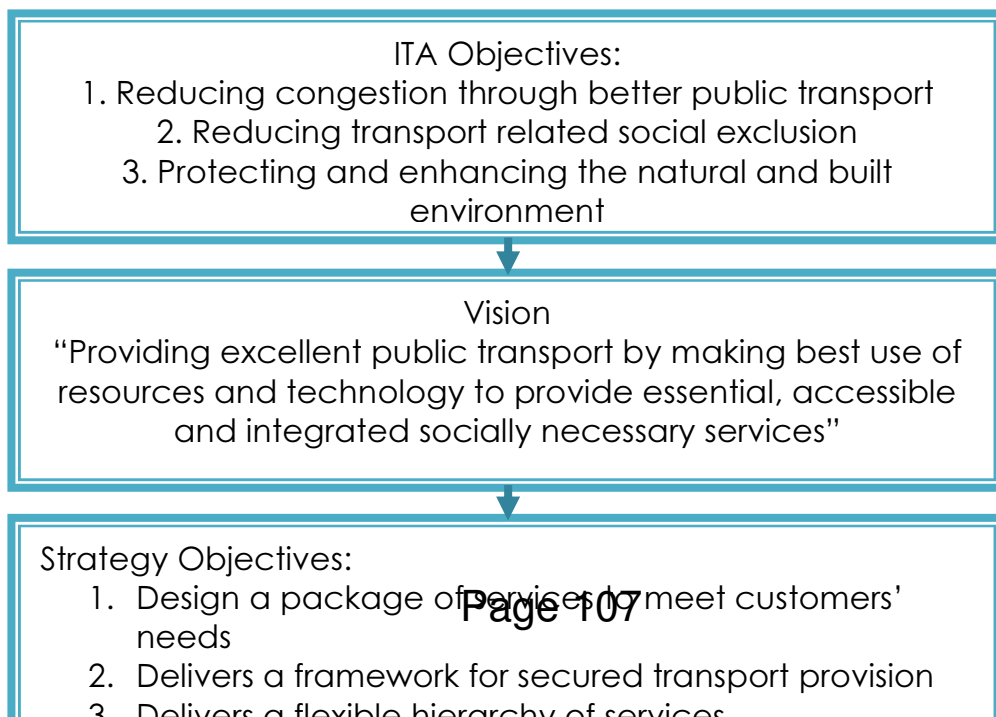 ITA Objectives:
1. Reducing congestion through better public transport
2. Reducing transport related social exclusion
3. Protecting and enhancing the natural and built
environment
Vision
“Providing excellent public transport by making best use of
resources and technology to provide essential, accessible
and integrated socially necessary services”
Strategy Objectives:
1. Design a package of services to meet customers’
Page 107
needs
2. Delivers a framework for secured transport provision
3. Delivers a flexible hierarchy of services